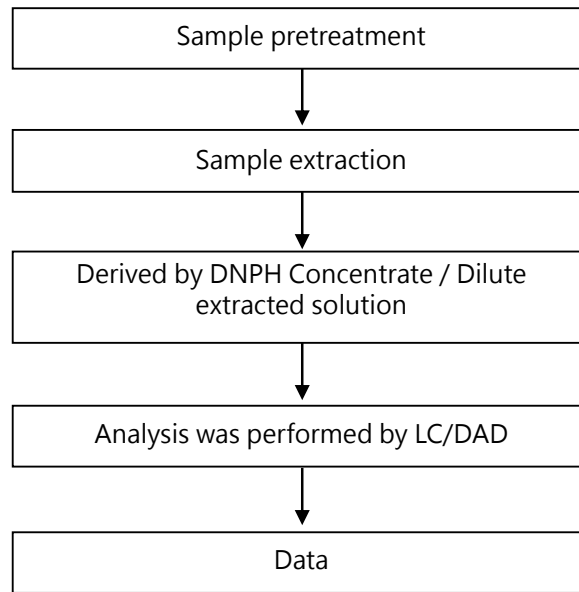 Sample pretreatment
Sample extraction
Derived by DNPH Concentrate / Dilute
extracted solution
Analysis was performed by LC/DAD
Data